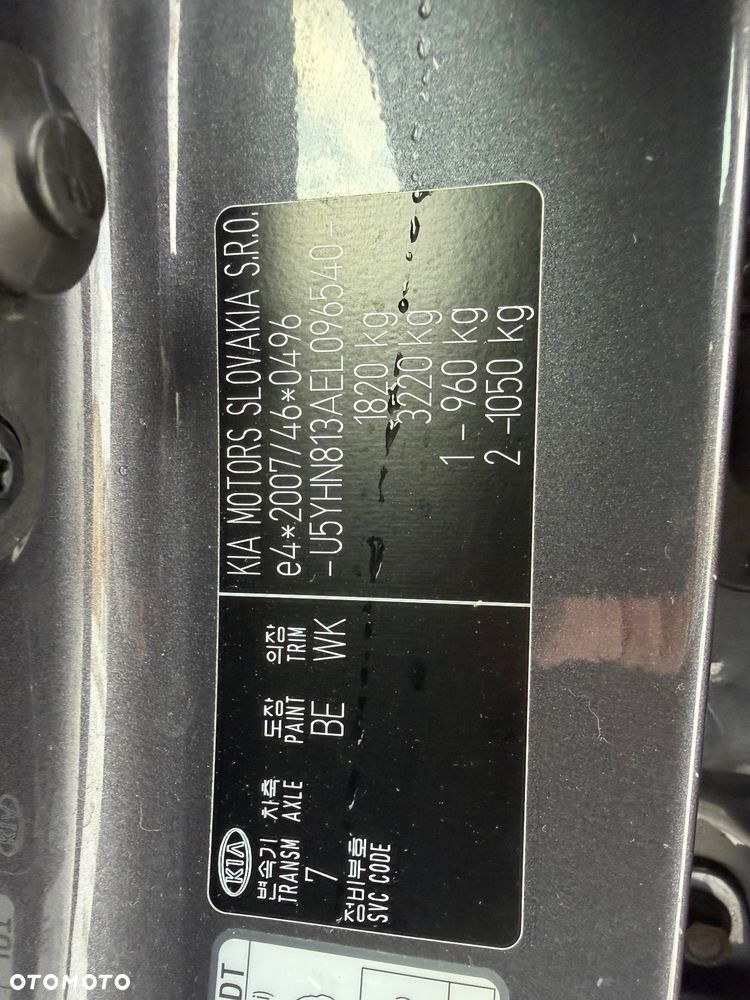 KIA MOTORS SLOVAKIA S.R.O.
e4*2007/46*0496
-U5YHN813AEL096540-
1820 kg
3220 kg
1 - 960 kg
2 -1050 kg
KIA
변속기 차축 도장 의장
TRANSM AXLE PAINT TRIM
7 BE WK
정비부호
SVC CODE
KIA
OTOMOTO